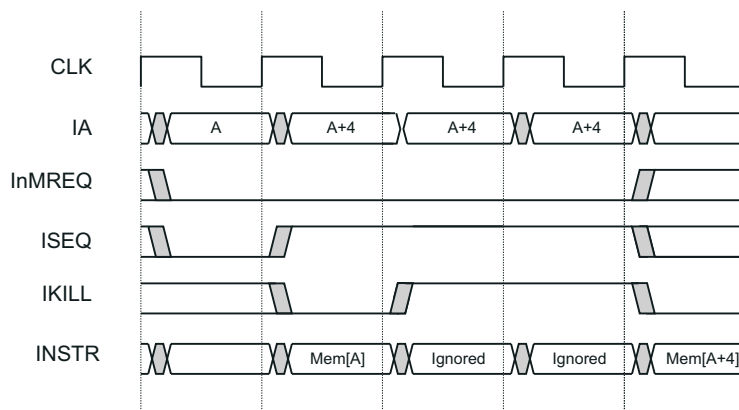 CLK
IA A A+4 A+4 A+4
InMREQ
ISEQ
IKILL
INSTR Mem[A] Ignored Ignored Mem[A+4]